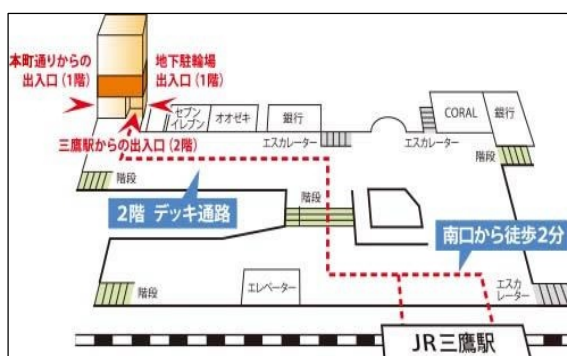 本町通りからの
出入口（1階）
地下駐輪場
出入口（1階）
セブン
イレブン
オオゼキ
銀行
CORAL
銀行
三鷹駅からの出入口（2階）
エスカレーター
エスカレーター
階段
階段
2階 デッキ通路
階段
南口から徒歩2分
階段
エレベーター
エスカ
レーター
JR三鷹駅